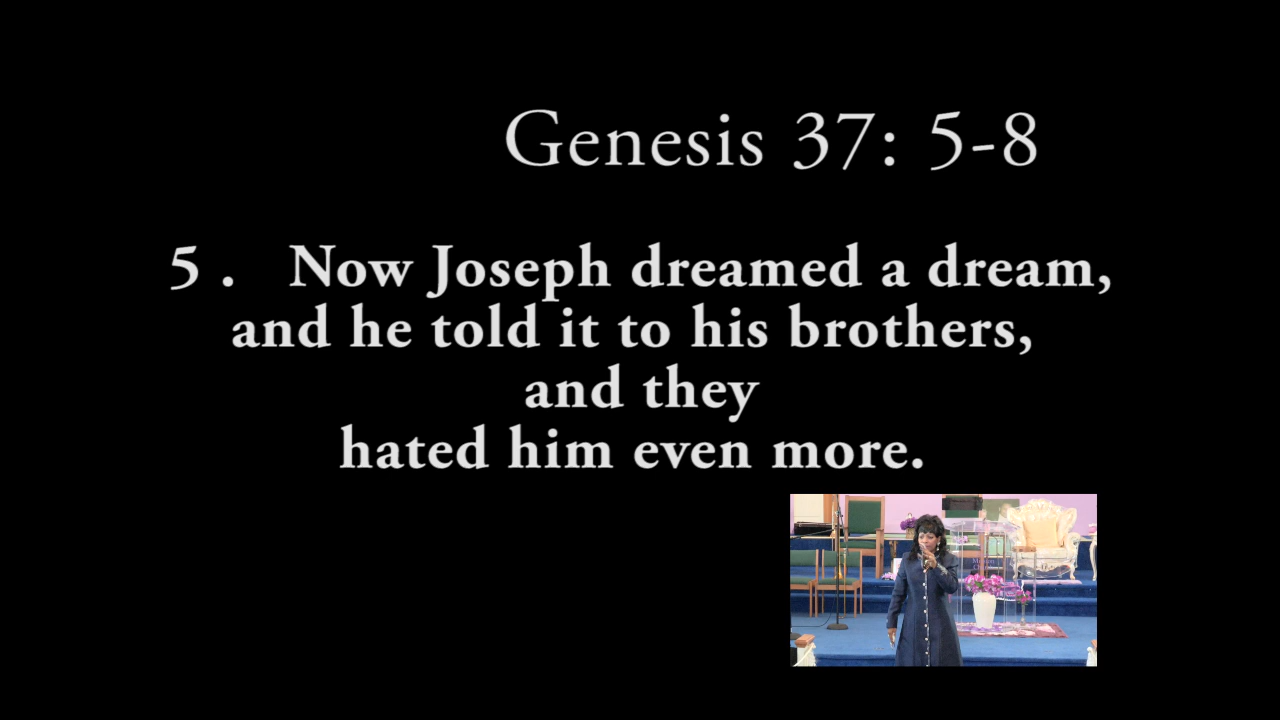 Genesis 37: 5-8
5 . Now Joseph dreamed a dream,
and he told it to his brothers,
and they
hated him even more.